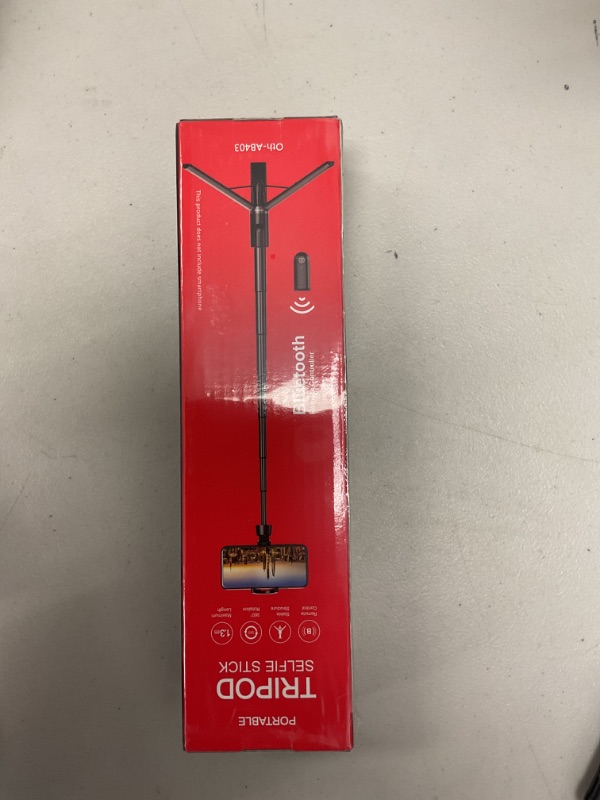 PORTABLE
TRIPOD
SELFIE STICK
Remote
Control
Stable
Structure
360°
Rotation
1.3m
Maximum
Length
Bluetooth
Controller
This product does not include smartphone
Oth-AB403